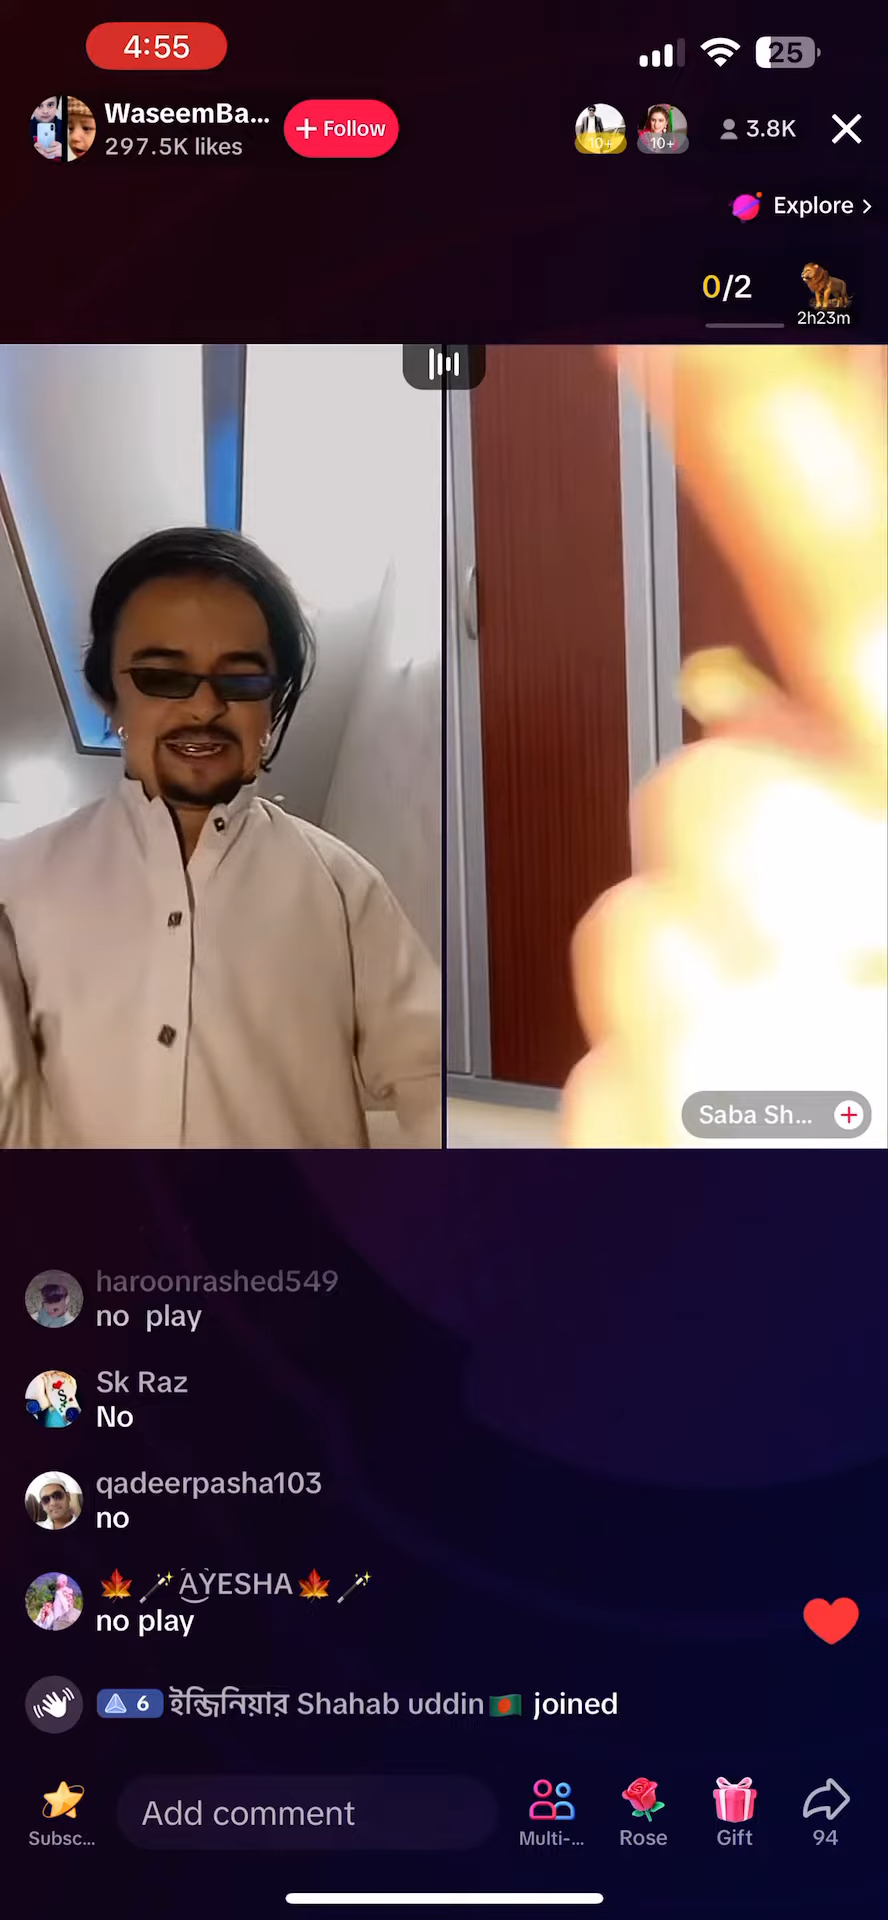 4:55
25
WaseemBa...
297.5K likes
+ Follow
10+
10+
3.8K
Explore >
0/2
2h23m
Saba Sh...
haroonrashed549
no play
Sk Raz
No
qadeerpasha103
no
🍁🪄AYESHA🍁🪄
no play
6 ইন্জিনিয়ার Shahab uddin🇧🇩 joined
Subsc...
Add comment
Multi-...
Rose
Gift
94